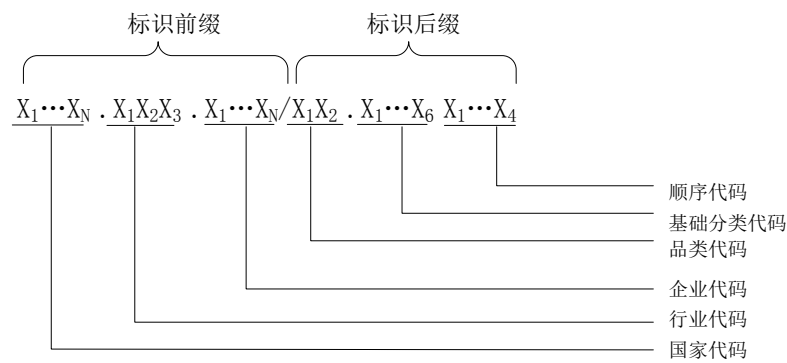 标识前缀 标识后缀
X₁…X_N.X₁X₂X₃.X₁…X_N/X₁X₂.X₁…X₆ X₁…X₄
顺序代码
基础分类代码
品类代码
企业代码
行业代码
国家代码